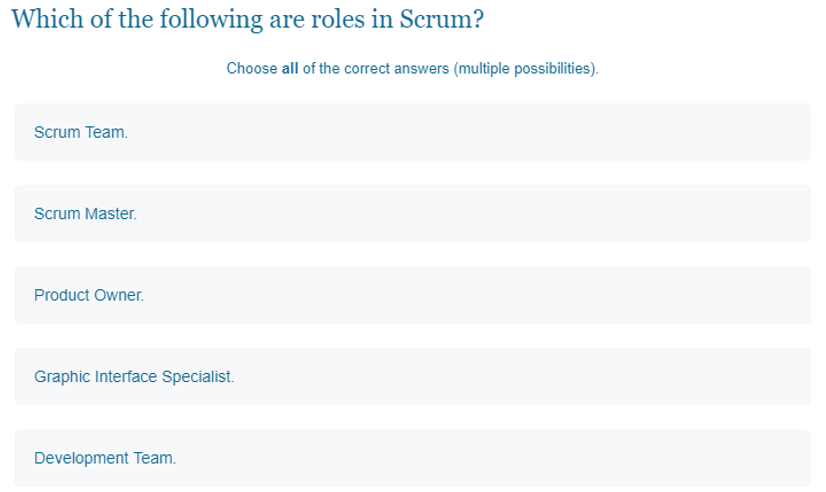 Which of the following are roles in Scrum?
Choose all of the correct answers (multiple possibilities).
Scrum Team.
Scrum Master.
Product Owner.
Graphic Interface Specialist.
Development Team.